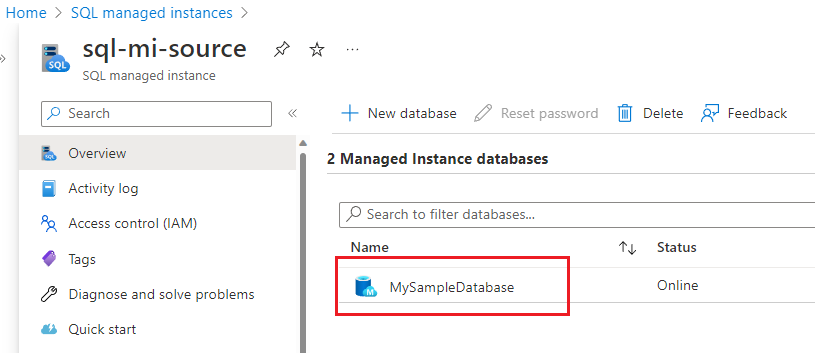 Home > SQL managed instances >
sql-mi-source
SQL managed instance
Search
Overview
Activity log
Access control (IAM)
Tags
Diagnose and solve problems
Quick start
New database Reset password Delete Feedback
2 Managed Instance databases
Search to filter databases...
Name Status
MySampleDatabase Online